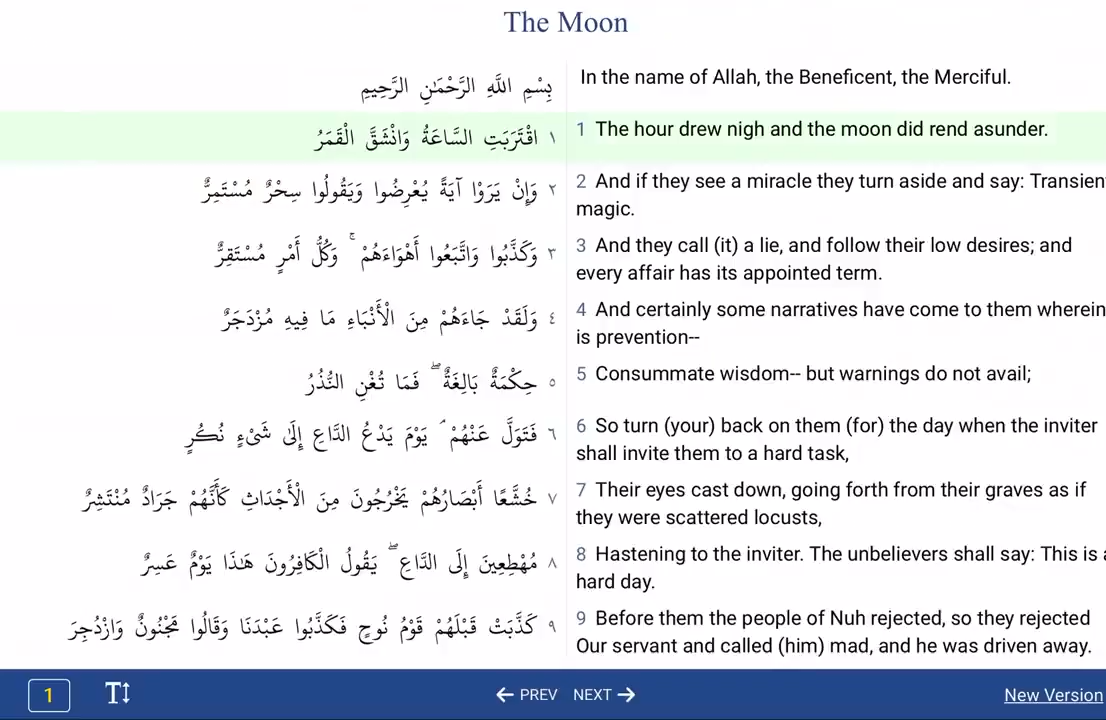 The Moon
بِسْمِ اللَّهِ الرَّحْمَٰنِ الرَّحِيمِ
In the name of Allah, the Beneficent, the Merciful.
١ اقْتَرَبَتِ السَّاعَةُ وَانْشَقَّ الْقَمَرُ
1 The hour drew nigh and the moon did rend asunder.
٢ وَإِنْ يَرَوْا آيَةً يُعْرِضُوا وَيَقُولُوا سِحْرٌ مُسْتَمِرٌّ
2 And if they see a miracle they turn aside and say: Transien
magic.
٣ وَكَذَّبُوا وَاتَّبَعُوا أَهْوَاءَهُمْ ۚ وَكُلُّ أَمْرٍ مُسْتَقِرٌّ
3 And they call (it) a lie, and follow their low desires; and
every affair has its appointed term.
٤ وَلَقَدْ جَاءَهُمْ مِنَ الْأَنْبَاءِ مَا فِيهِ مُزْدَجَرٌ
4 And certainly some narratives have come to them wherein
is prevention--
٥ حِكْمَةٌ بَالِغَةٌ ۖ فَمَا تُغْنِ النُّذُرُ
5 Consummate wisdom-- but warnings do not avail;
٦ فَتَوَلَّ عَنْهُمْ ۘ يَوْمَ يَدْعُ الدَّاعِ إِلَىٰ شَيْءٍ نُكُرٍ
6 So turn (your) back on them (for) the day when the inviter
shall invite them to a hard task,
٧ خُشَّعًا أَبْصَارُهُمْ يَخْرُجُونَ مِنَ الْأَجْدَاثِ كَأَنَّهُمْ جَرَادٌ مُنْتَشِرٌ
7 Their eyes cast down, going forth from their graves as if
they were scattered locusts,
٨ مُهْطِعِينَ إِلَى الدَّاعِ ۖ يَقُولُ الْكَافِرُونَ هَٰذَا يَوْمٌ عَسِرٌ
8 Hastening to the inviter. The unbelievers shall say: This is a
hard day.
٩ كَذَّبَتْ قَبْلَهُمْ قَوْمُ نُوحٍ فَكَذَّبُوا عَبْدَنَا وَقَالُوا مَجْنُونٌ وَازْدُجِرَ
9 Before them the people of Nuh rejected, so they rejected
Our servant and called (him) mad, and he was driven away.
1 T PREV NEXT New Version